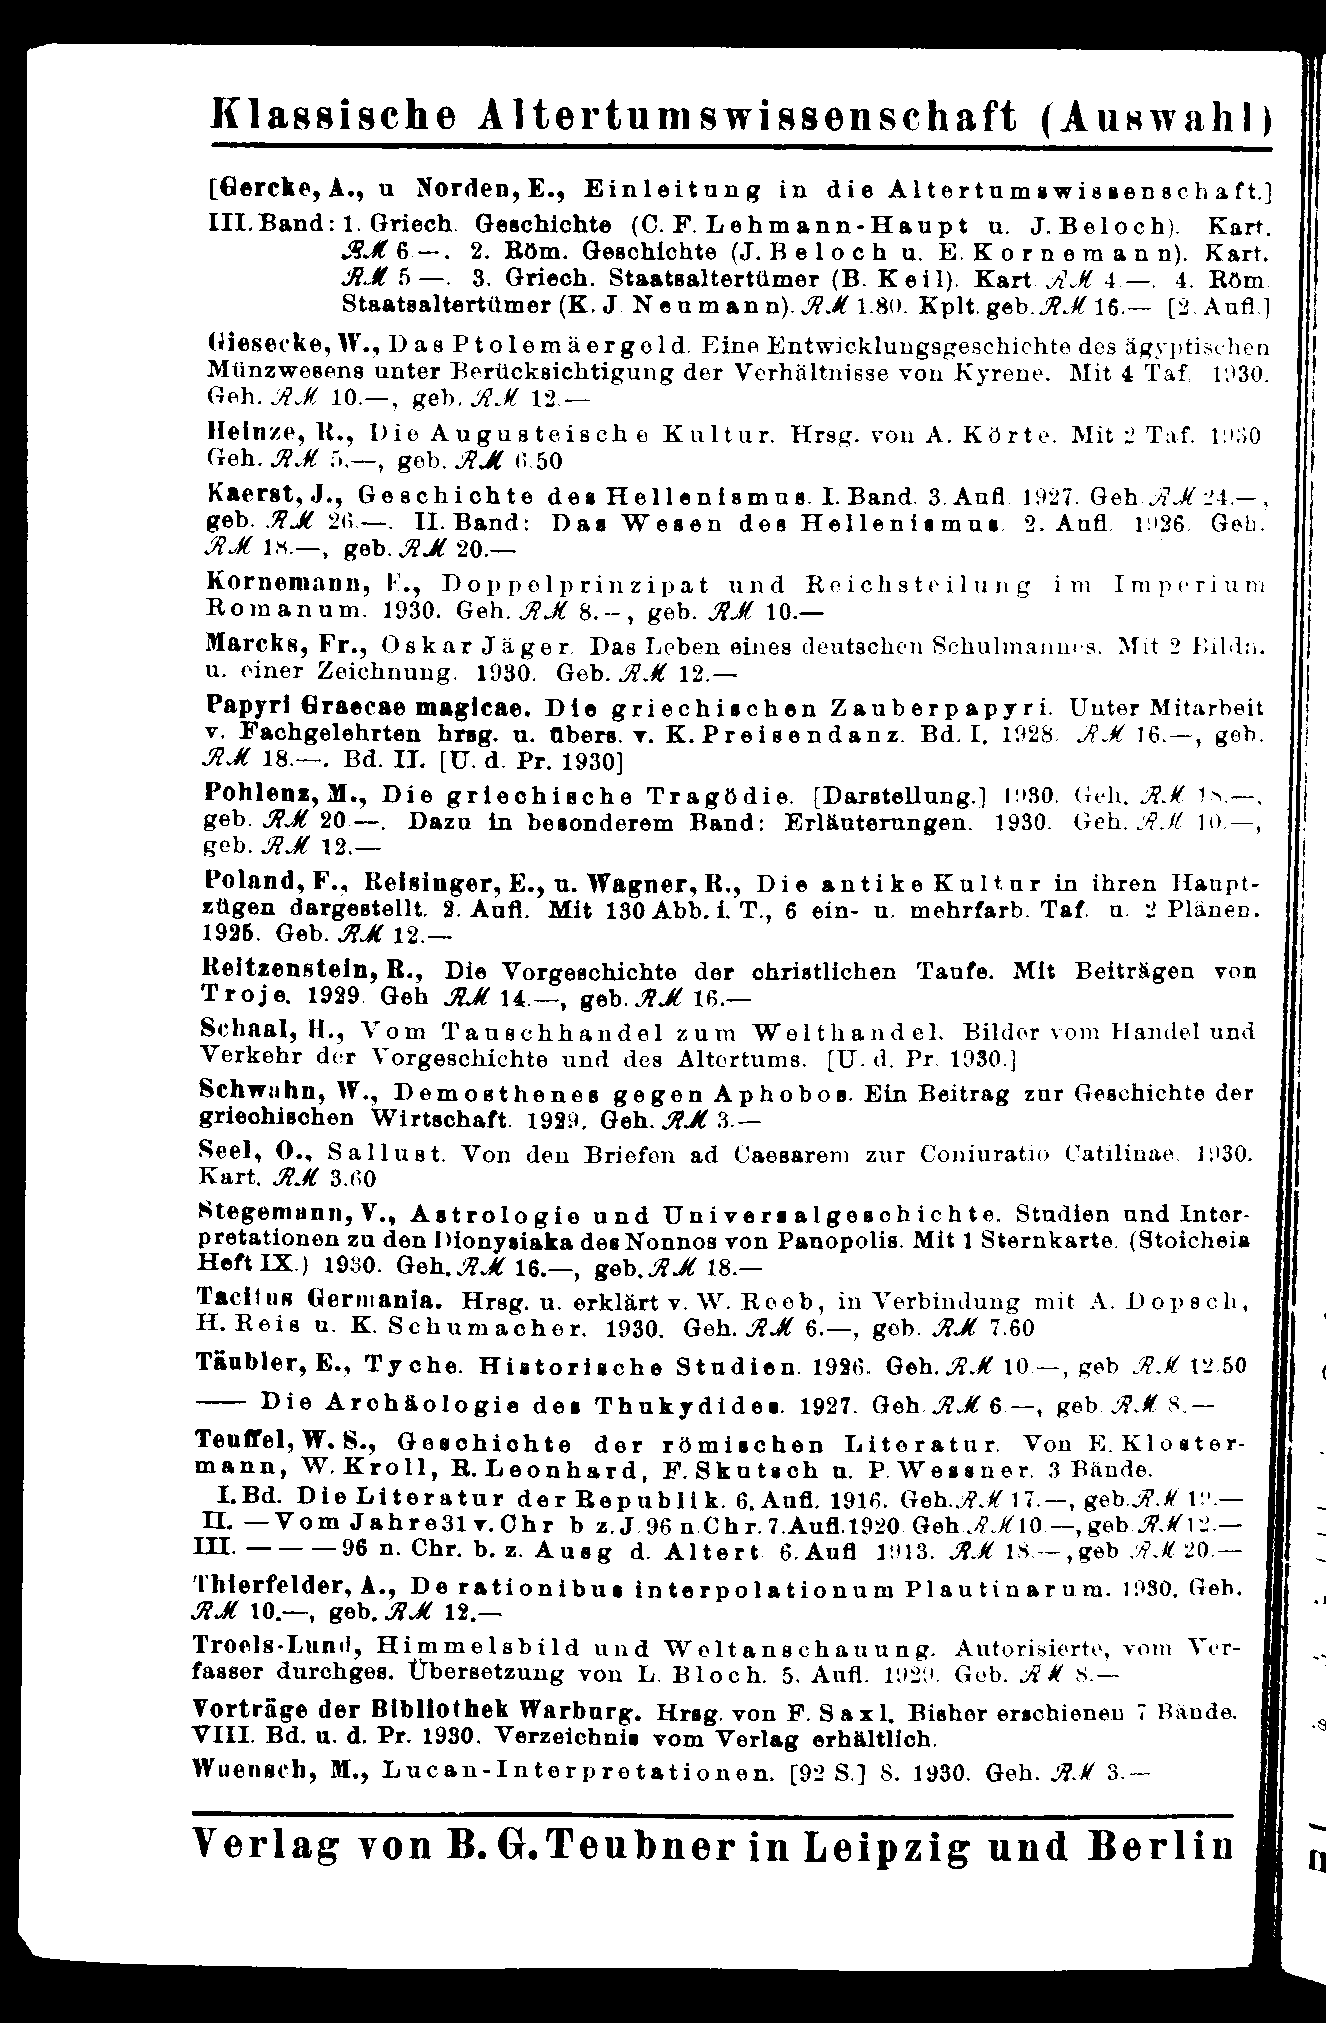 Klassische Altertumswissenschaft (Auswahl)
[Gercke, A., u Norden, E., Einleitung in die Altertumswissenschaft.]
III. Band: 1. Griech. Geschichte (C. F. Lehmann-Haupt u. J. Beloch). Kart.
RM 6 —. 2. Röm. Geschichte (J. Beloch u. E. Kornemann). Kart.
RM 5 —. 3. Griech. Staatsaltertümer (B. Keil). Kart RM 4.—. 4. Röm
Staatsaltertümer (K. J Neumann). RM 1.80. Kplt. geb. RM 16.— [2. Aufl.]
Giesecke, W., Das Ptolemäergeld. Eine Entwicklungsgeschichte des ägyptischen
Münzwesens unter Berücksichtigung der Verhältnisse von Kyrene. Mit 4 Taf. 1930.
Geh. RM 10.—, geb. RM 12.—
Heinze, R., Die Augusteische Kultur. Hrsg. von A. Körte. Mit 2 Taf. 1930
Geh. RM 5.—, geb. RM 6.50
Kaerst, J., Geschichte des Hellenismus. I. Band. 3. Aufl. 1927. Geh. RM 24.—,
geb. RM 26.—. II. Band: Das Wesen des Hellenismus. 2. Aufl. 1926. Geh.
RM 18.—, geb. RM 20.—
Kornemann, E., Doppelprinzipat und Reichsteilung im Imperium
Romanum. 1930. Geh. RM 8.-, geb. RM 10.—
Marcks, Fr., Oskar Jäger. Das Leben eines deutschen Schulmannes. Mit 2 Bildn.
u. einer Zeichnung. 1930. Geb. RM 12.—
Papyri Graecae magicae. Die griechischen Zauberpapyri. Unter Mitarbeit
v. Fachgelehrten hrsg. u. übers. v. K. Preisendanz. Bd. I. 1928. RM 16.—, geb.
RM 18.—. Bd. II. [U. d. Pr. 1930]
Pohlenz, M., Die griechische Tragödie. [Darstellung.] 1930. Geh. RM 18.—,
geb. RM 20.—. Dazu in besonderem Band: Erläuterungen. 1930. Geh. RM 10.—,
geb. RM 12.—
Poland, F., Reisinger, E., u. Wagner, R., Die antike Kultur in ihren Haupt-
zügen dargestellt. 2. Aufl. Mit 130 Abb. i. T., 6 ein- u. mehrfarb. Taf. u. 2 Plänen.
1925. Geb. RM 12.—
Reitzenstein, R., Die Vorgeschichte der christlichen Taufe. Mit Beiträgen von
Troje. 1929. Geh RM 14.—, geb. RM 16.—
Schaal, H., Vom Tauschhandel zum Welthandel. Bilder vom Handel und
Verkehr der Vorgeschichte und des Altertums. [U. d. Pr. 1930.]
Schwahn, W., Demosthenes gegen Aphobos. Ein Beitrag zur Geschichte der
griechischen Wirtschaft. 1929. Geh. RM 3.—
Seel, O., Sallust. Von den Briefen ad Caesarem zur Coniuratio Catilinae. 1930.
Kart. RM 3.60
Stegemann, V., Astrologie und Universalgeschichte. Studien und Inter-
pretationen zu den Dionysiaka des Nonnos von Panopolis. Mit 1 Sternkarte. (Stoicheia
Heft IX.) 1930. Geh. RM 16.—, geb. RM 18.—
Tacitus Germania. Hrsg. u. erklärt v. W. Reeb, in Verbindung mit A. Dopsch,
H. Reis u. K. Schumacher. 1930. Geh. RM 6.—, geb. RM 7.60
Täubler, E., Tyche. Historische Studien. 1926. Geh. RM 10.—, geb RM 12.50
—— Die Archäologie des Thukydides. 1927. Geh. RM 6.—, geb. RM 8.—
Teuffel, W. S., Geschichte der römischen Literatur. Von E. Kloster-
mann, W. Kroll, R. Leonhard, F. Skutsch u. P. Wessner. 3 Bände.
I. Bd. Die Literatur der Republik. 6. Aufl. 1916. Geh. RM 17.—, geb. RM 19.—
II. — Vom Jahre 31 v. Chr b z. J. 96 n. Chr. 7. Aufl. 1920 Geh. RM 10.—, geb. RM 12.—
III. — — — 96 n. Chr. b. z. Ausg d. Altert 6. Aufl 1913. RM 18.—, geb. RM 20.—
Thierfelder, A., De rationibus interpolationum Plautinarum. 1930. Geh.
RM 10.—, geb. RM 12.—
Troels-Lund, Himmelsbild und Weltanschauung. Autorisierte, vom Ver-
fasser durchges. Übersetzung von L. Bloch. 5. Aufl. 1929. Geb. RM 8.—
Vorträge der Bibliothek Warburg. Hrsg. von F. Saxl. Bisher erschienen 7 Bände.
VIII. Bd. u. d. Pr. 1930. Verzeichnis vom Verlag erhältlich.
Wuensch, M., Lucan-Interpretationen. [92 S.] 8. 1930. Geh. RM 3.—
Verlag von B. G. Teubner in Leipzig und Berlin